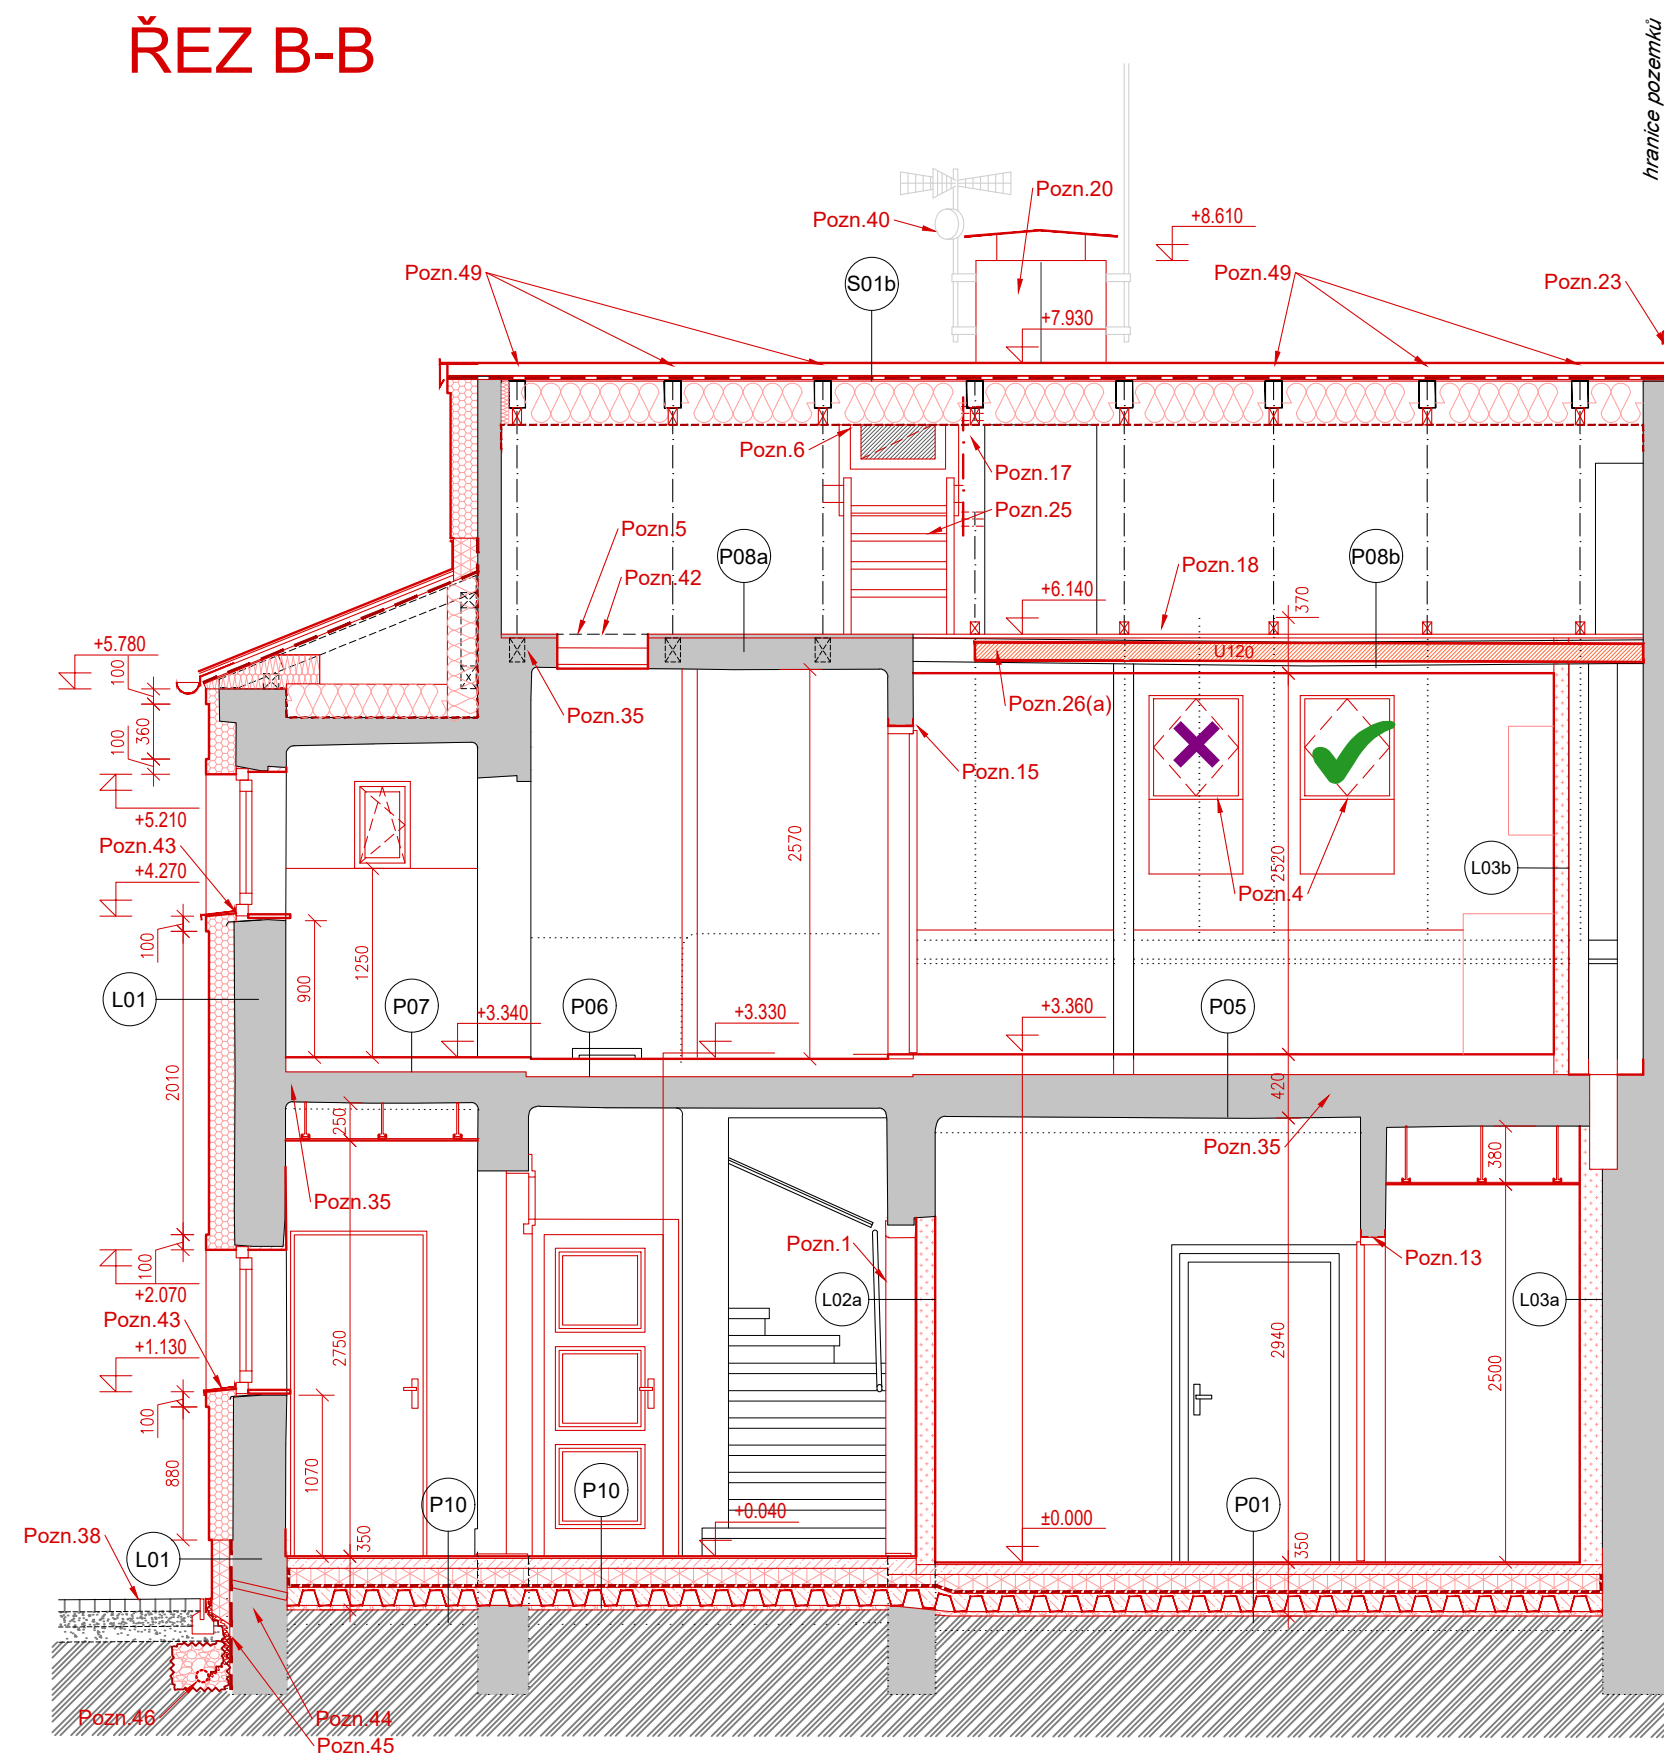 ŘEZ B-B
hranice pozemků
Pozn.20
Pozn.40
+8.610
Pozn.49
S01b
Pozn.49
Pozn.23
+7.930
Pozn.6
Pozn.17
Pozn.25
Pozn.5
P08a
P08b
Pozn.42
Pozn.18
+6.140
370
+5.780
100
U120
Pozn.26(a)
Pozn.35
360
100
Pozn.15
+5.210
Pozn.43
2570
2520
+4.270
L03b
Pozn.4
100
1250
900
L01
P07
P06
P05
+3.340
+3.330
+3.360
2010
420
250
Pozn.35
380
Pozn.35
Pozn.1
Pozn.13
100
+2.070
L02a
L03a
Pozn.43
+1.130
2750
2940
2500
100
880
1070
P10
P10
P01
+0.040
±0.000
350
350
Pozn.38
L01
Pozn.46
Pozn.44
Pozn.45